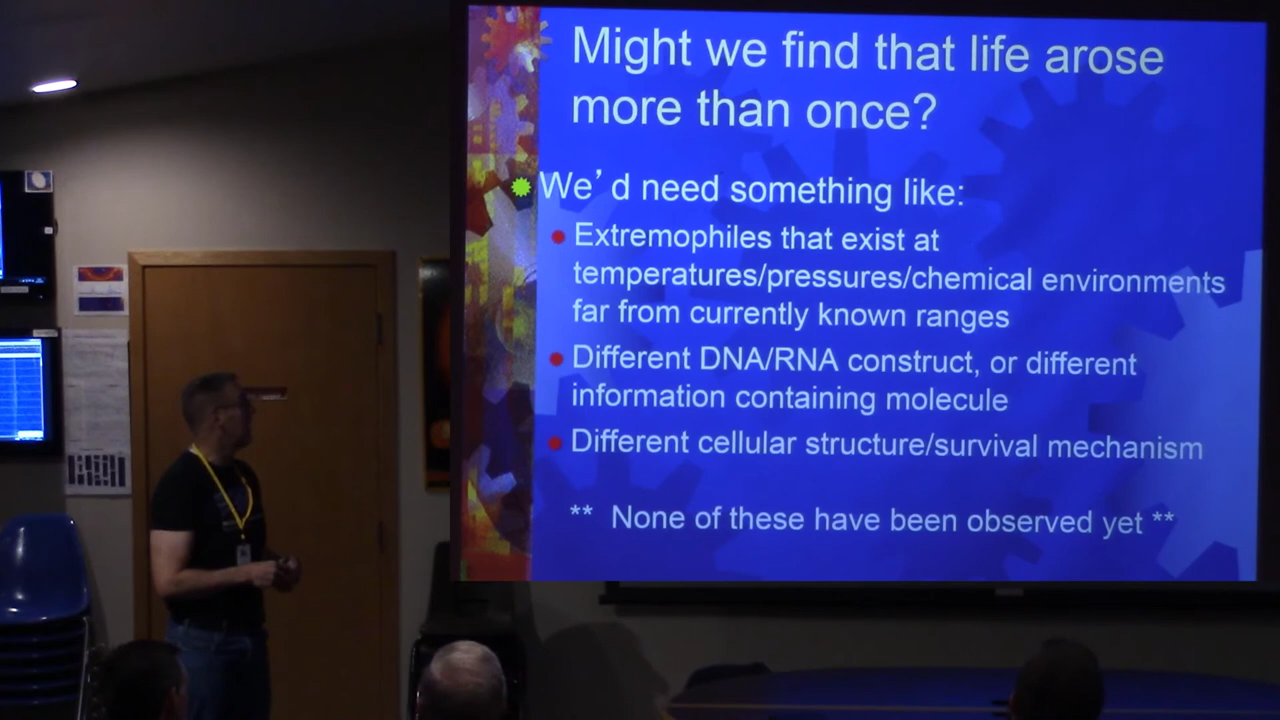 Might we find that life arose
more than once?
We’d need something like:
Extremophiles that exist at
temperatures/pressures/chemical environments
far from currently known ranges
Different DNA/RNA construct, or different
information containing molecule
Different cellular structure/survival mechanism
** None of these have been observed yet **